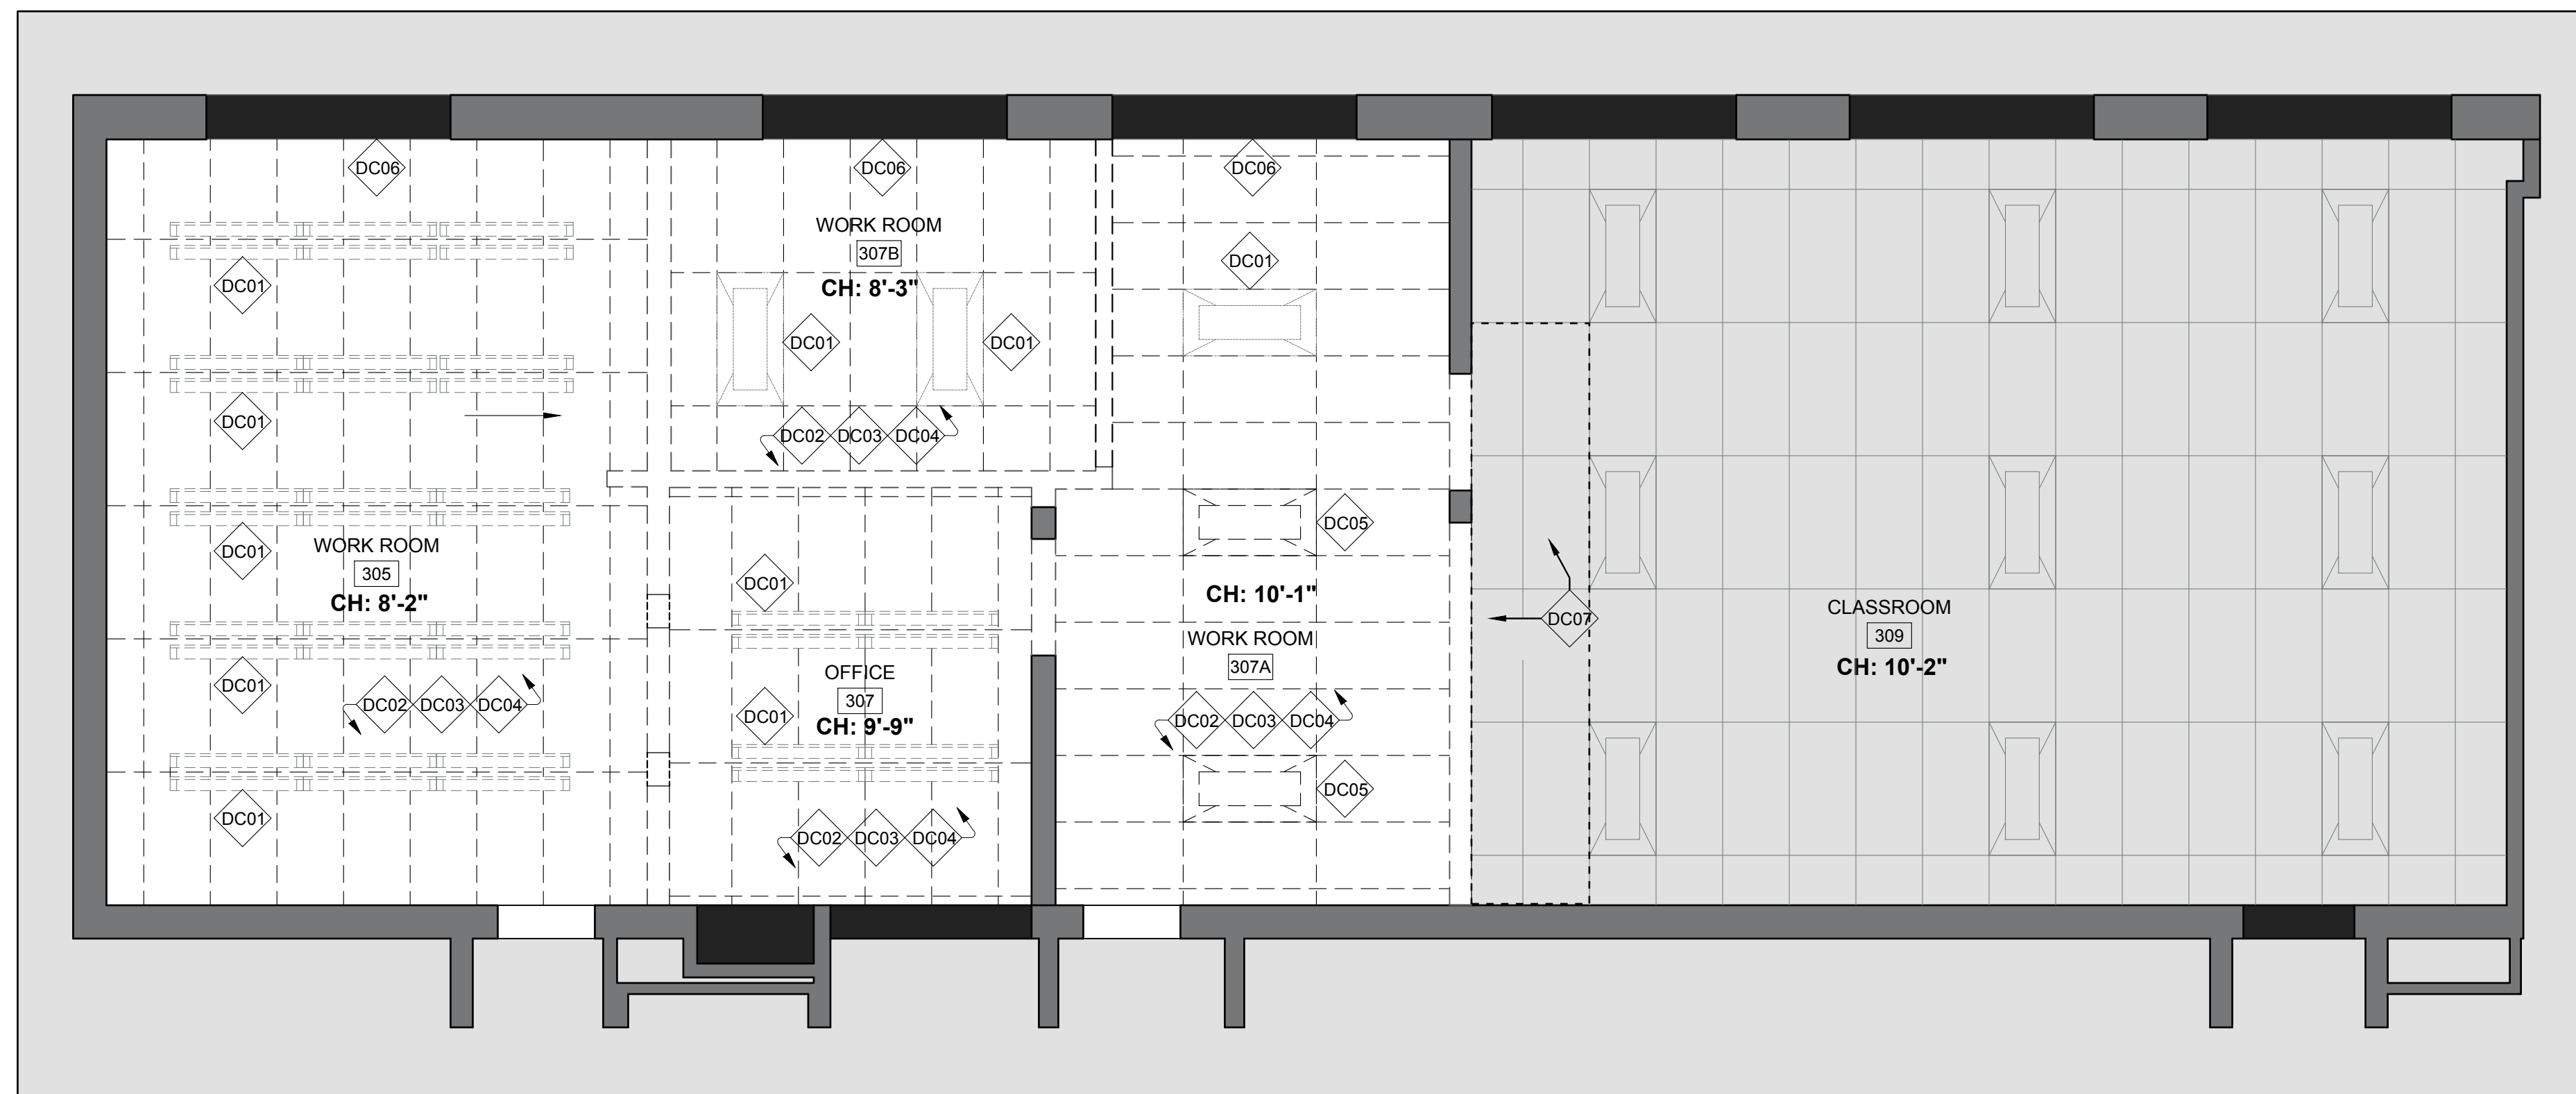 DC06
DC06
DC06
WORK ROOM
307B
CH: 8'-3"
DC01
DC01
DC01
DC01
DC01
DC01
DC02 DC03 DC04
DC05
DC01
WORK ROOM
305
CH: 8'-2"
DC01
CH: 10'-1"
DC07
CLASSROOM
309
CH: 10'-2"
WORK ROOM
307A
OFFICE
307
CH: 9'-9"
DC01
DC01
DC02 DC03 DC04
DC02 DC03 DC04
DC05
DC01
DC02 DC03 DC04